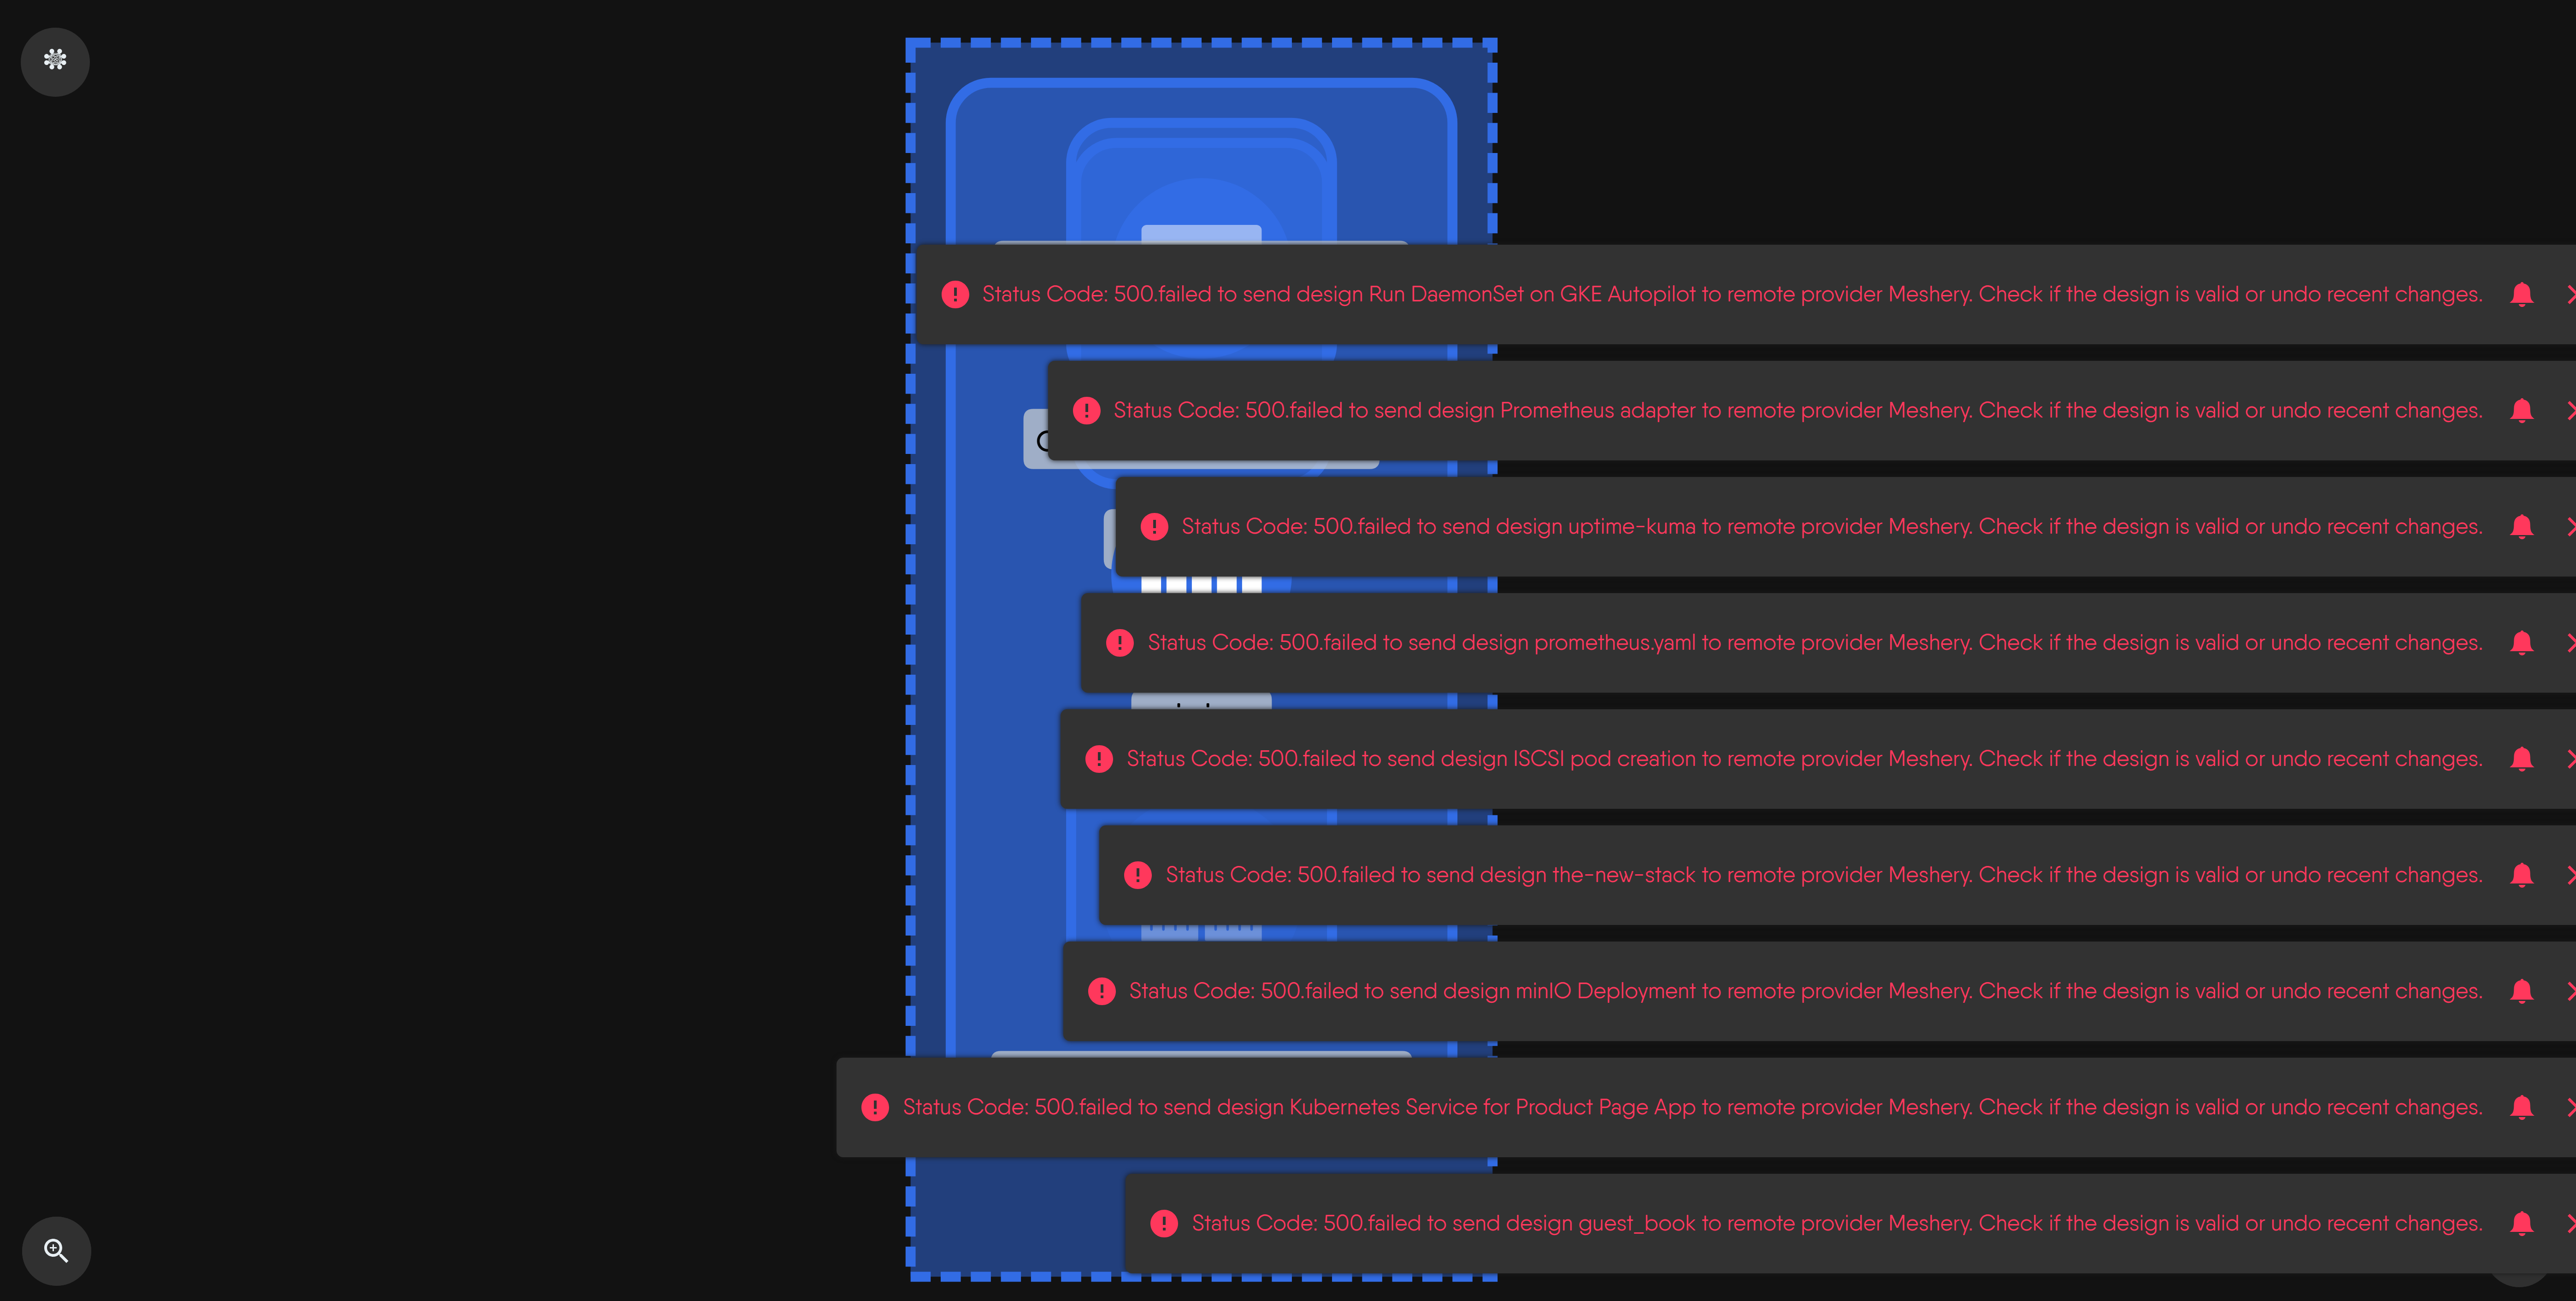 Status Code: 500.failed to send design Run DaemonSet on GKE Autopilot to remote provider Meshery. Check if the design is valid or undo recent changes.
Status Code: 500.failed to send design Prometheus adapter to remote provider Meshery. Check if the design is valid or undo recent changes.
Status Code: 500.failed to send design uptime-kuma to remote provider Meshery. Check if the design is valid or undo recent changes.
Status Code: 500.failed to send design prometheus.yaml to remote provider Meshery. Check if the design is valid or undo recent changes.
Status Code: 500.failed to send design ISCSI pod creation to remote provider Meshery. Check if the design is valid or undo recent changes.
Status Code: 500.failed to send design the-new-stack to remote provider Meshery. Check if the design is valid or undo recent changes.
Status Code: 500.failed to send design minIO Deployment to remote provider Meshery. Check if the design is valid or undo recent changes.
Status Code: 500.failed to send design Kubernetes Service for Product Page App to remote provider Meshery. Check if the design is valid or undo recent changes.
Status Code: 500.failed to send design guest_book to remote provider Meshery. Check if the design is valid or undo recent changes.